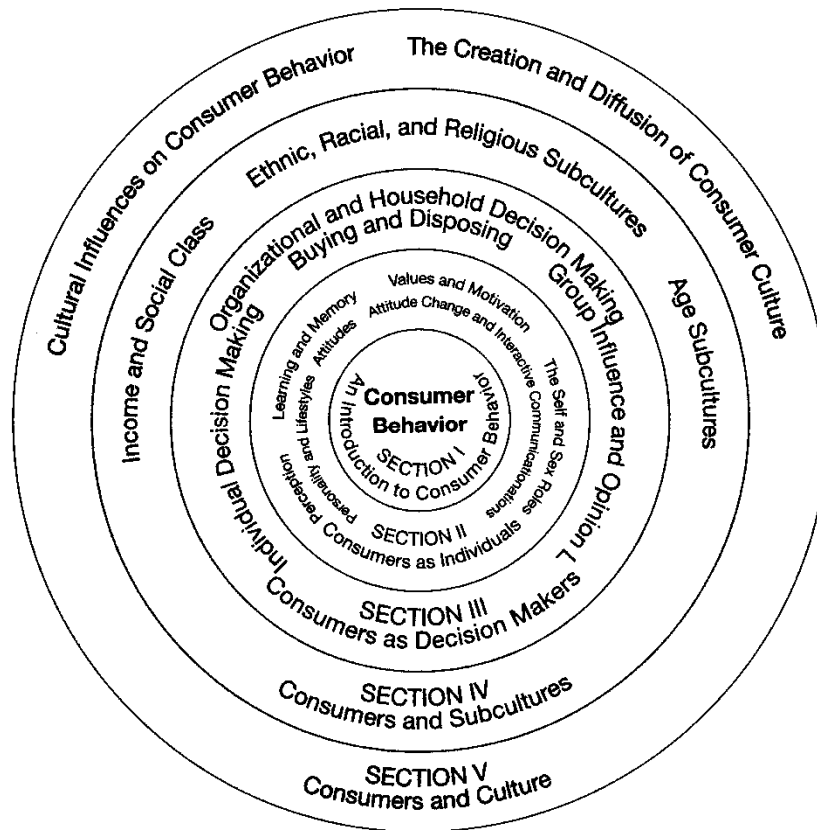 Cultural Influences on Consumer Behavior
The Creation and Diffusion of Consumer Culture
Income and Social Class
Ethnic, Racial, and Religious Subcultures
Age Subcultures
Individual Decision Making
Organizational and Household Decision Making
Buying and Disposing
Group Influence and Opinion L
Perception
Learning and Memory
Values and Motivation
The Self and Sex Roles
Personality and Lifestyles
Attitudes
Attitude Change and Interactive Communicationations
Consumer
Behavior
SECTION I
An Introduction to Consumer Behavior
SECTION II
Consumers as Individuals
SECTION III
Consumers as Decision Makers
SECTION IV
Consumers and Subcultures
SECTION V
Consumers and Culture